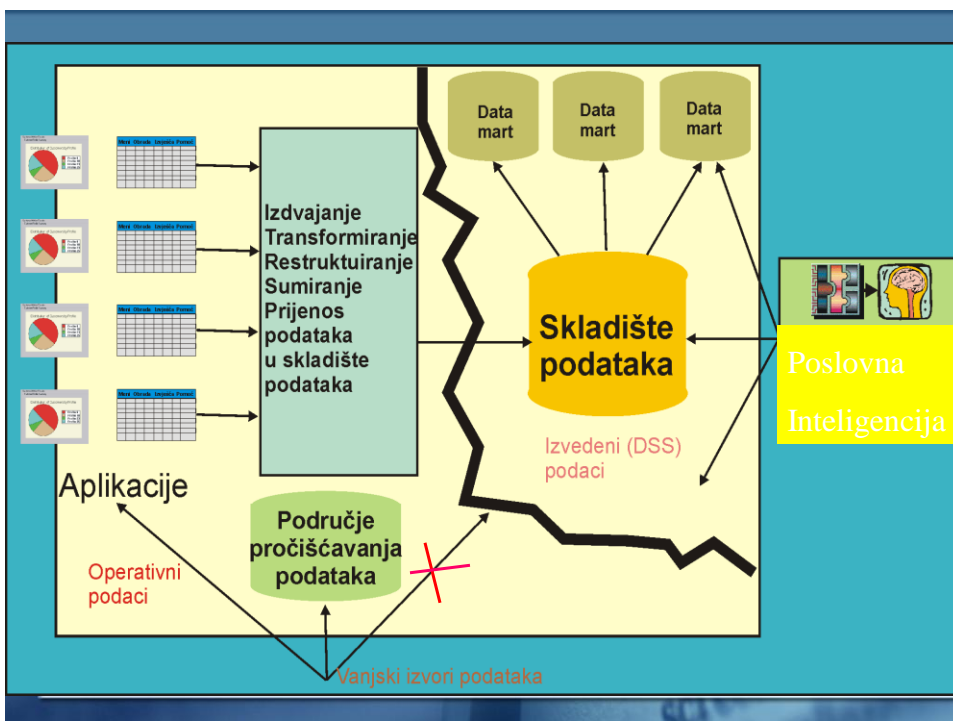 Data
mart
Data
mart
Data
mart
Izdvajanje
Transformiranje
Restruktuiranje
Sumiranje
Prijenos
podataka
u skladište
podataka
Skladište
podataka
Poslovna
Inteligencija
Izvedeni (DSS)
podaci
Aplikacije
Područje
pročišćavanja
podataka
Operativni
podaci
Vanjski izvori podataka